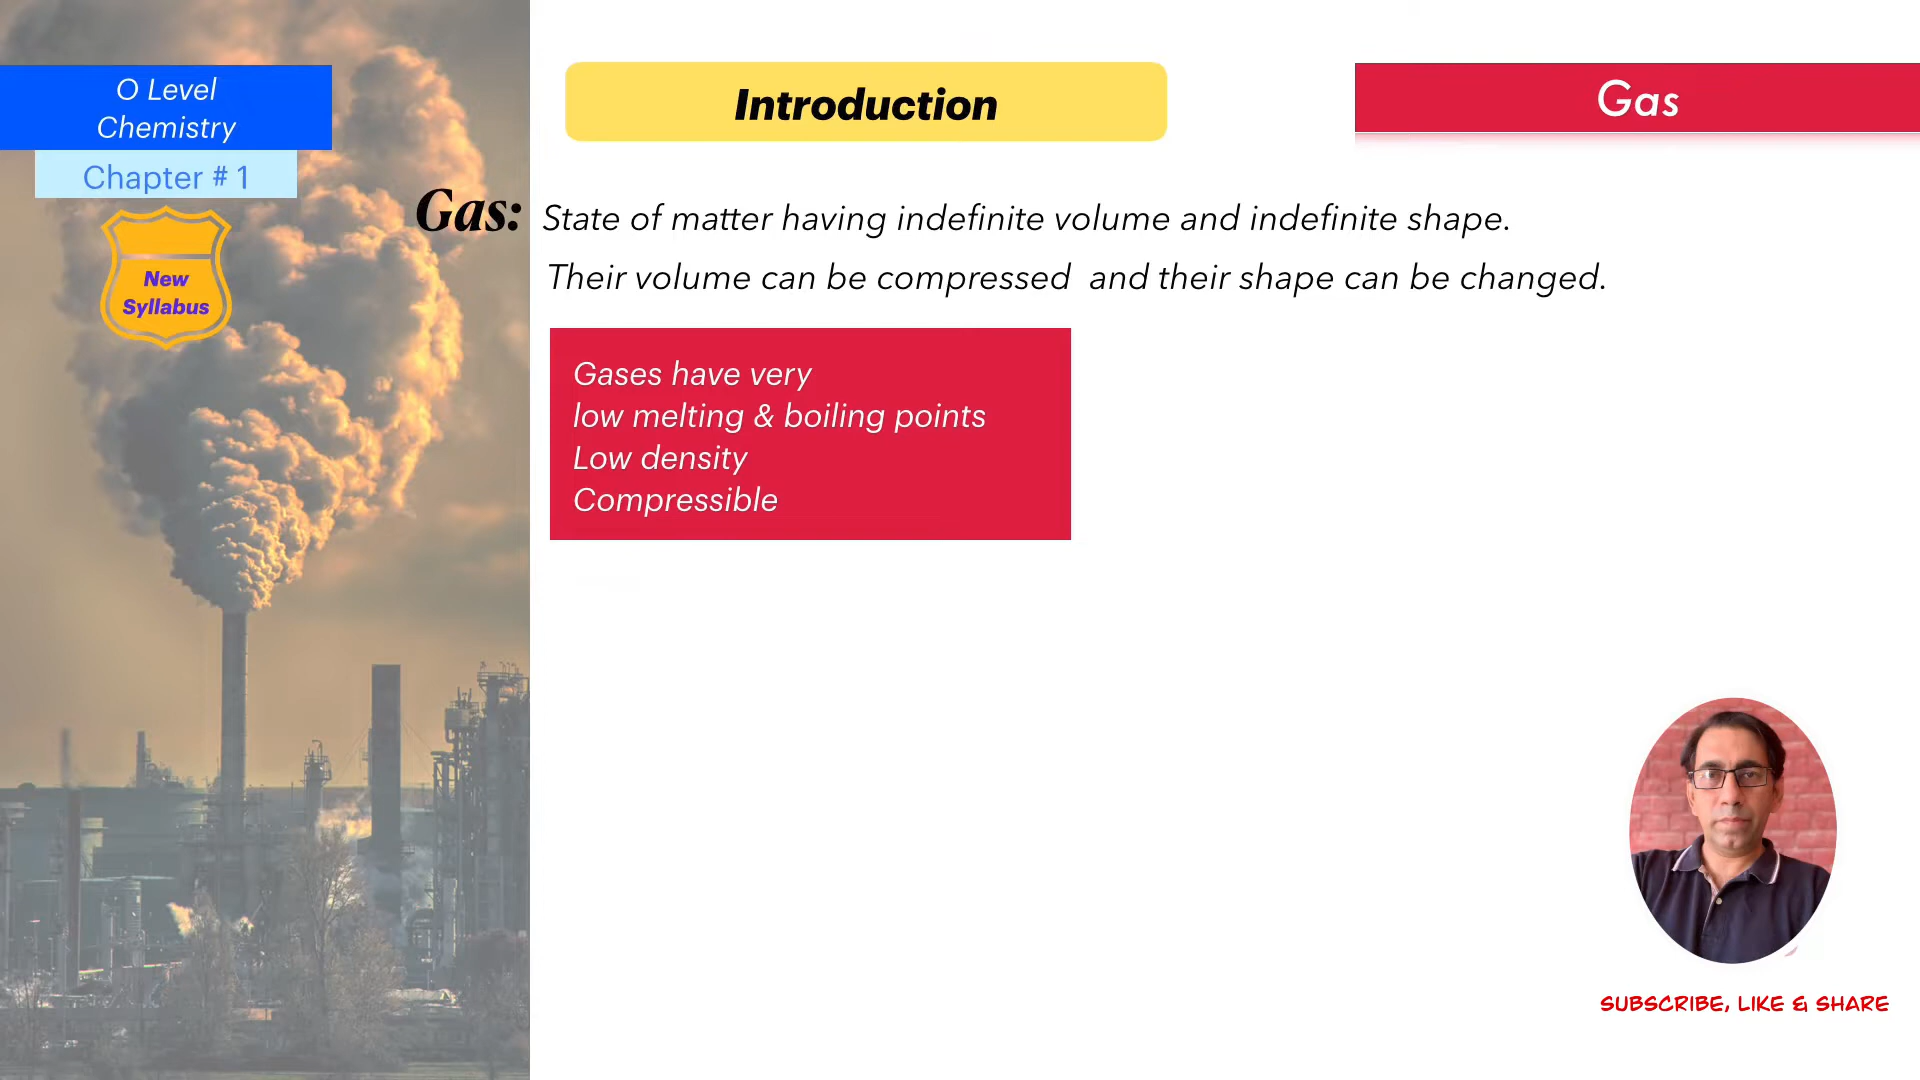 O Level
Chemistry
Chapter # 1
New
Syllabus
Introduction
Gas
Gas: State of matter having indefinite volume and indefinite shape.
Their volume can be compressed and their shape can be changed.
Gases have very
low melting & boiling points
Low density
Compressible
SUBSCRIBE, LIKE & SHARE